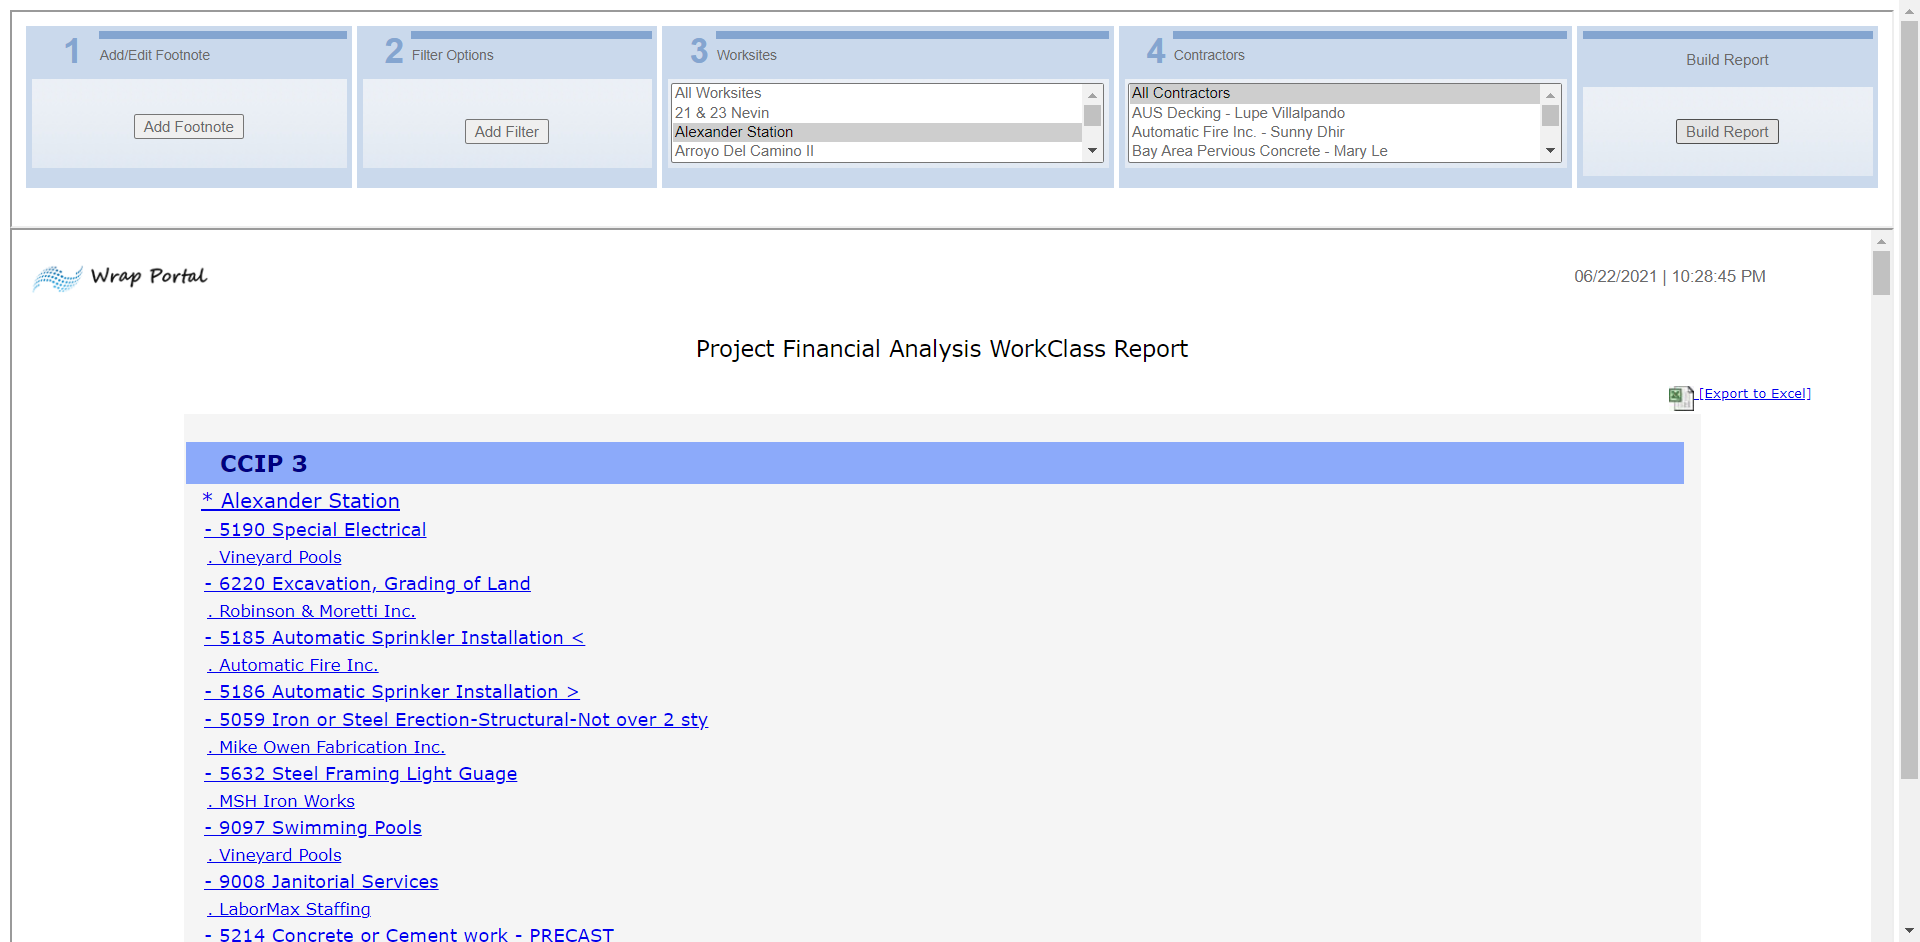 1 Add/Edit Footnote
Add Footnote
2 Filter Options
Add Filter
3 Worksites
All Worksites
21 & 23 Nevin
Alexander Station
Arroyo Del Camino II
4 Contractors
All Contractors
AUS Decking - Lupe Villalpando
Automatic Fire Inc. - Sunny Dhir
Bay Area Pervious Concrete - Mary Le
Build Report
Build Report
Wrap Portal
06/22/2021 | 10:28:45 PM
Project Financial Analysis WorkClass Report
[Export to Excel]
CCIP 3
* Alexander Station
- 5190 Special Electrical
. Vineyard Pools
- 6220 Excavation, Grading of Land
. Robinson & Moretti Inc.
- 5185 Automatic Sprinkler Installation <
. Automatic Fire Inc.
- 5186 Automatic Sprinker Installation >
- 5059 Iron or Steel Erection-Structural-Not over 2 sty
. Mike Owen Fabrication Inc.
- 5632 Steel Framing Light Guage
. MSH Iron Works
- 9097 Swimming Pools
. Vineyard Pools
- 9008 Janitorial Services
. LaborMax Staffing
- 5214 Concrete or Cement work - PRECAST